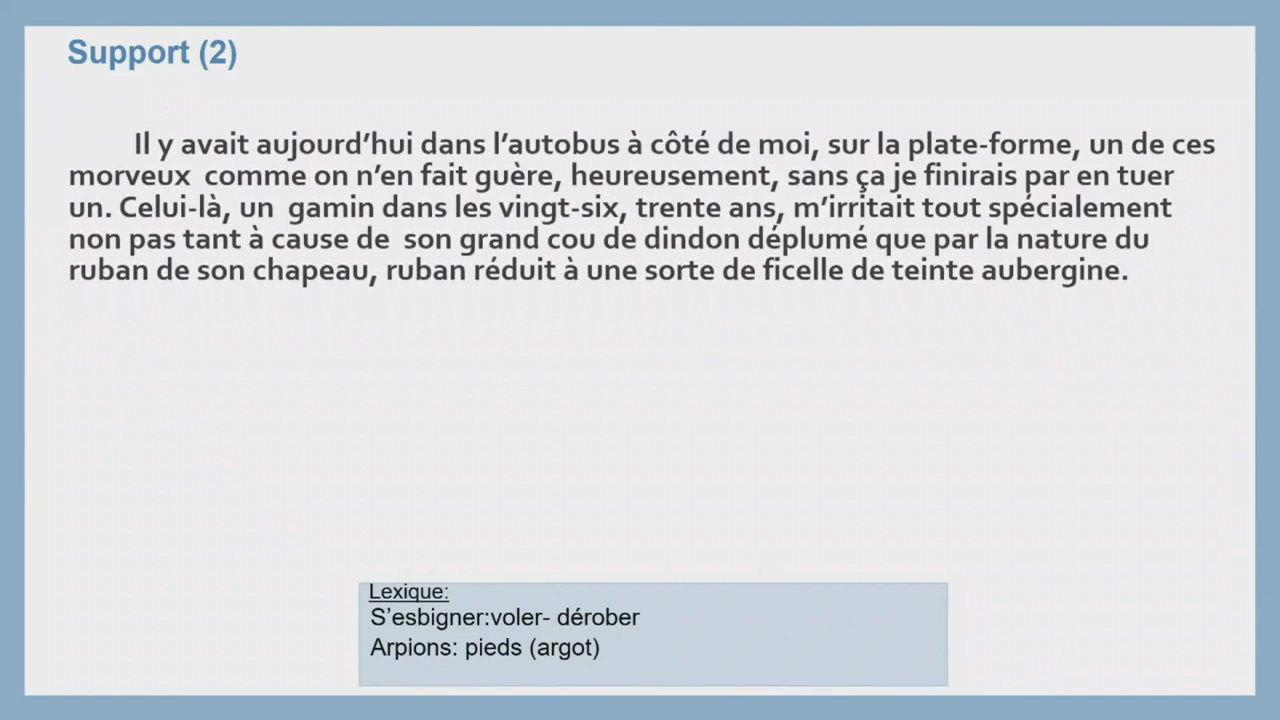 Support (2)
Il y avait aujourd’hui dans l’autobus à côté de moi, sur la plate-forme, un de ces
morveux comme on n’en fait guère, heureusement, sans ça je finirais par en tuer
un. Celui-là, un gamin dans les vingt-six, trente ans, m’irritait tout spécialement
non pas tant à cause de son grand cou de dindon déplumé que par la nature du
ruban de son chapeau, ruban réduit à une sorte de ficelle de teinte aubergine.
Lexique:
S’esbigner:voler- dérober
Arpions: pieds (argot)